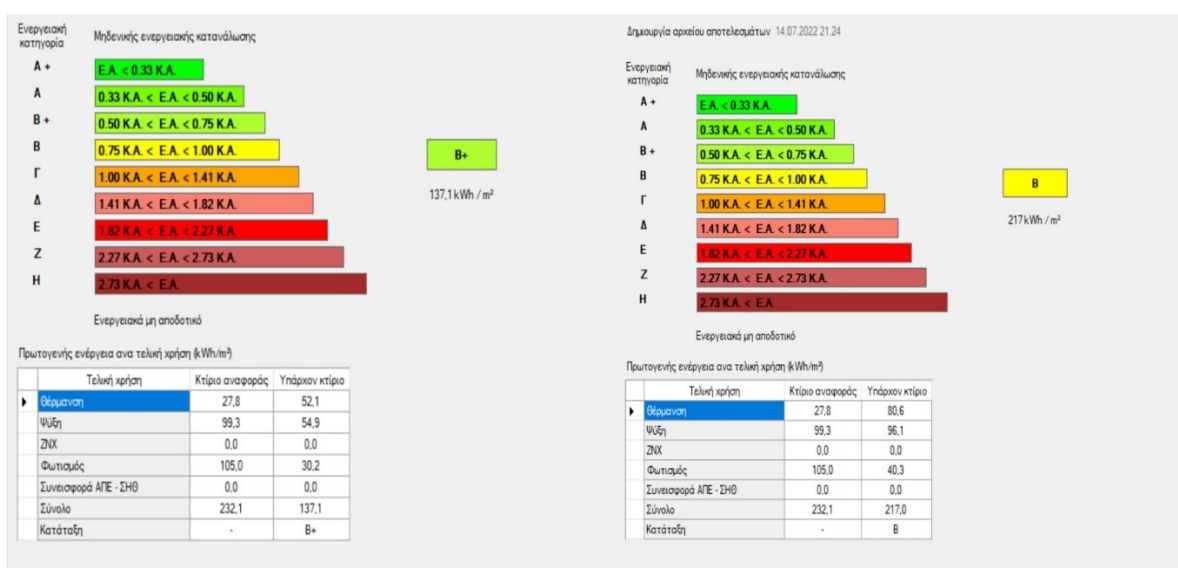 Ενεργειακή
κατηγορία
Μηδενικής ενεργειακής κατανάλωσης
A + E.A. < 0.33 K.A.
A 0.33 K.A. < E.A. < 0.50 K.A.
B + 0.50 K.A. < E.A. < 0.75 K.A.
B 0.75 K.A. < E.A. < 1.00 K.A.
Γ 1.00 K.A. < E.A. < 1.41 K.A.
Δ 1.41 K.A. < E.A. < 1.82 K.A.
E 1.82 K.A. < E.A. < 2.27 K.A.
Z 2.27 K.A. < E.A. < 2.73 K.A.
H 2.73 K.A. < E.A.
B+
137,1 kWh / m²
Ενεργειακά μη αποδοτικό
Πρωτογενής ενέργεια ανα τελική χρήση (kWh/m²)
Τελική χρήση Κτίριο αναφοράς Υπάρχον κτίριο
Θέρμανση 27,8 52,1
Ψύξη 99,3 54,9
ZNX 0,0 0,0
Φωτισμός 105,0 30,2
Συνεισφορά ΑΠΕ - ΣΗΘ 0,0 0,0
Σύνολο 232,1 137,1
Κατάταξη - B+
Δημιουργία αρχείου αποτελεσμάτων 14.07.2022 21.24
Ενεργειακή
κατηγορία
Μηδενικής ενεργειακής κατανάλωσης
A + E.A. < 0.33 K.A.
A 0.33 K.A. < E.A. < 0.50 K.A.
B + 0.50 K.A. < E.A. < 0.75 K.A.
B 0.75 K.A. < E.A. < 1.00 K.A.
Γ 1.00 K.A. < E.A. < 1.41 K.A.
Δ 1.41 K.A. < E.A. < 1.82 K.A.
E 1.82 K.A. < E.A. < 2.27 K.A.
Z 2.27 K.A. < E.A. < 2.73 K.A.
H 2.73 K.A. < E.A.
B
217 kWh / m²
Ενεργειακά μη αποδοτικό
Πρωτογενής ενέργεια ανα τελική χρήση (kWh/m²)
Τελική χρήση Κτίριο αναφοράς Υπάρχον κτίριο
Θέρμανση 27,8 80,6
Ψύξη 99,3 96,1
ZNX 0,0 0,0
Φωτισμός 105,0 40,3
Συνεισφορά ΑΠΕ - ΣΗΘ 0,0 0,0
Σύνολο 232,1 217,0
Κατάταξη - B